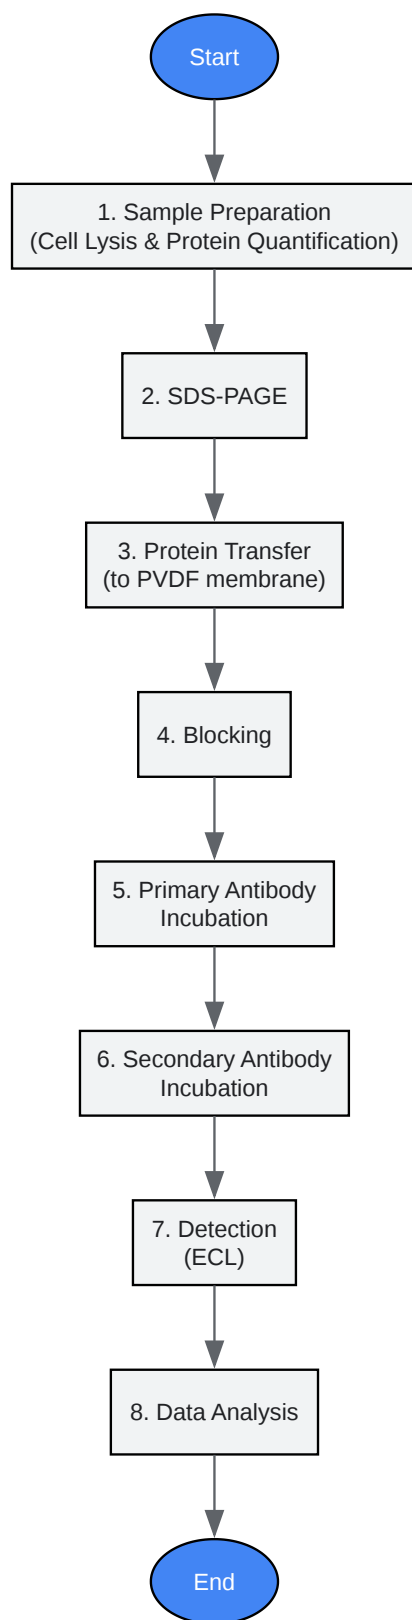 Start
1. Sample Preparation
(Cell Lysis & Protein Quantification)
2. SDS-PAGE
3. Protein Transfer
(to PVDF membrane)
4. Blocking
5. Primary Antibody
Incubation
6. Secondary Antibody
Incubation
7. Detection
(ECL)
8. Data Analysis
End